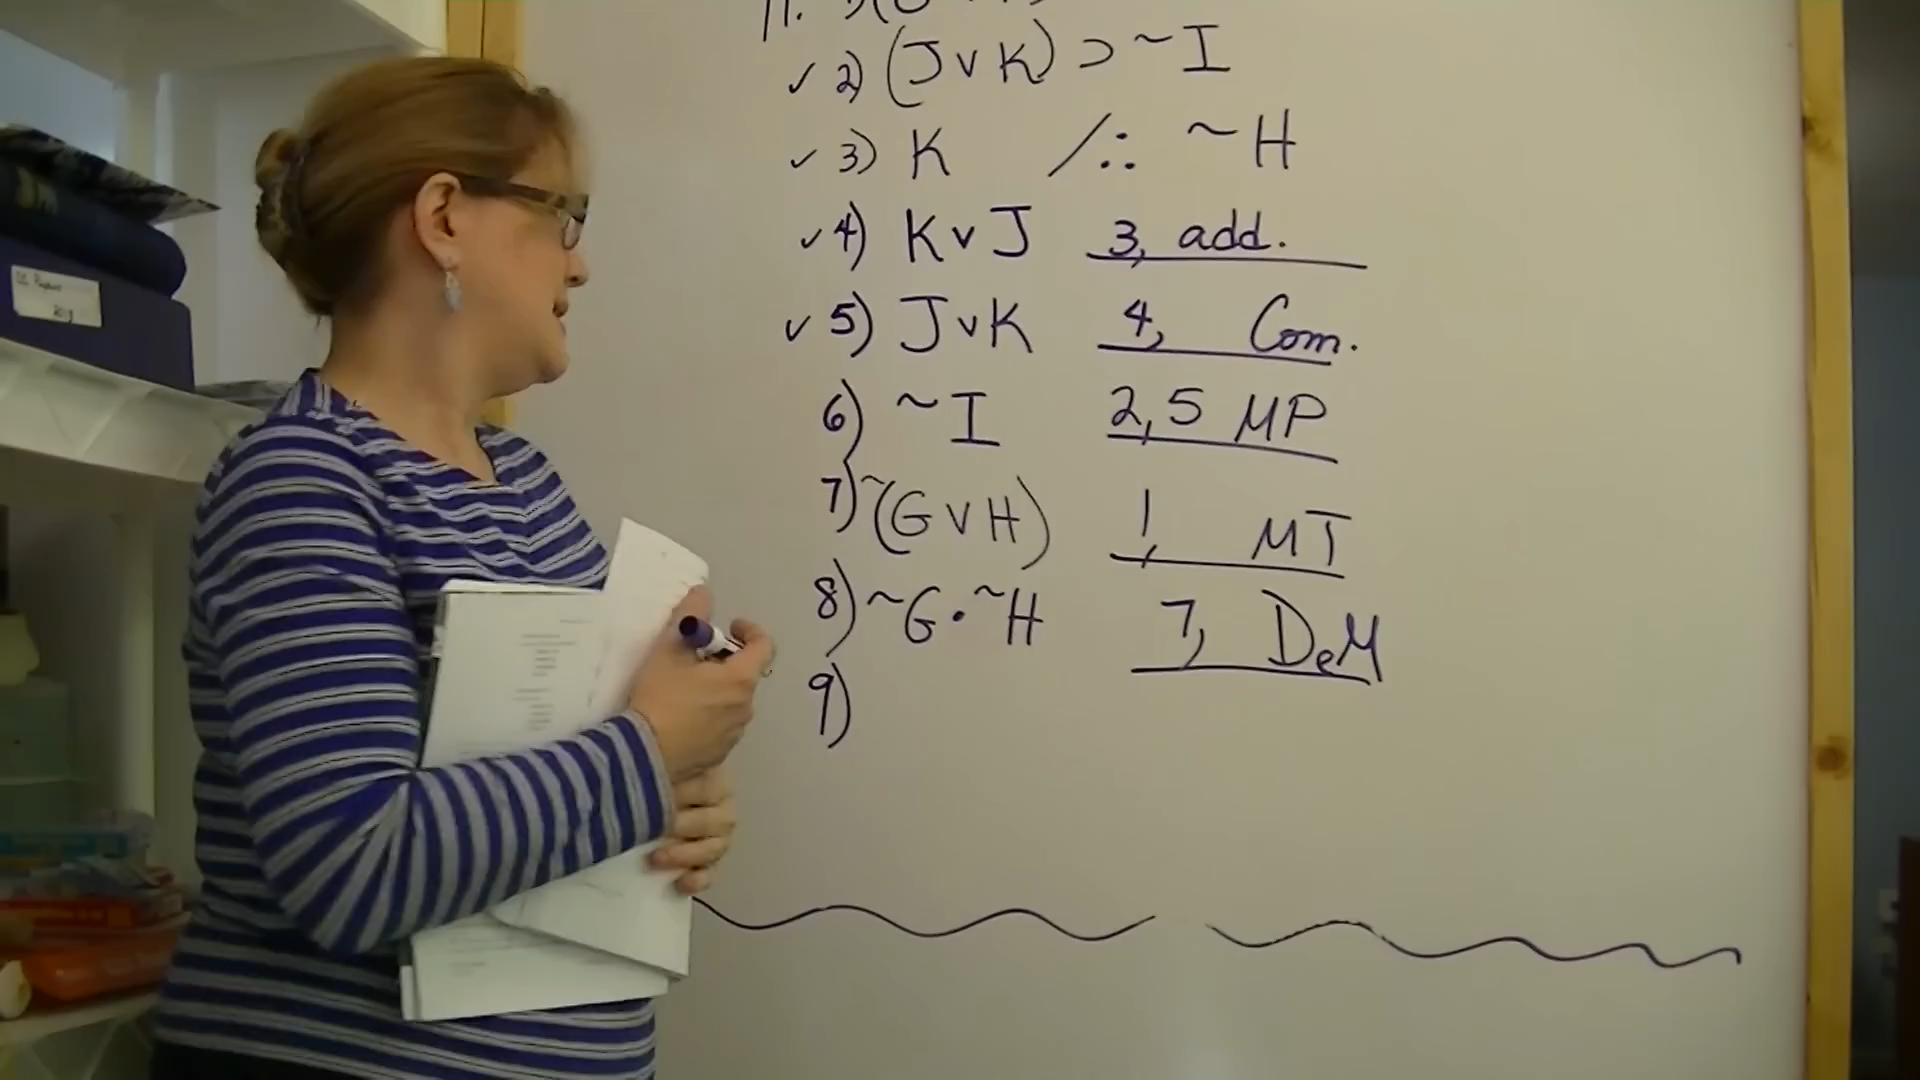 ✓ 2) (J v K) ⊃ ~I
✓ 3) K /∴ ~H
✓ 4) K v J 3, add.
✓ 5) J v K 4, Com.
6) ~I 2,5 MP
7) ~(G v H) 1, MT
8) ~G • ~H 7, DeM
9)